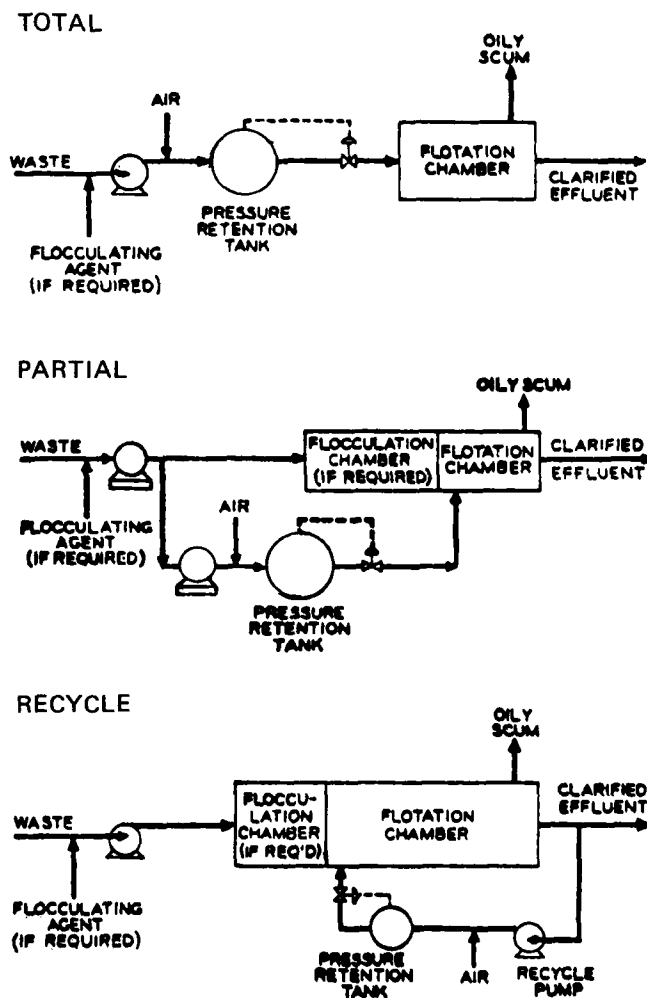 TOTAL
OILY
SCUM
AIR
WASTE
FLOTATION
CHAMBER
CLARIFIED
EFFLUENT
PRESSURE
RETENTION
TANK
FLOCCULATING
AGENT
(IF REQUIRED)
PARTIAL
OILY SCUM
WASTE
FLOCCULATION
CHAMBER
(IF REQUIRED)
FLOTATION
CHAMBER
CLARIFIED
EFFLUENT
FLOCCULATING
AGENT
(IF REQUIRED)
AIR
PRESSURE
RETENTION
TANK
RECYCLE
OILY
SCUM
WASTE
FLOCCU-
LATION
CHAMBER
(IF REQ'D)
FLOTATION
CHAMBER
CLARIFIED
EFFLUENT
FLOCCULATING
AGENT
(IF REQUIRED)
PRESSURE
RETENTION
TANK
AIR
RECYCLE
PUMP